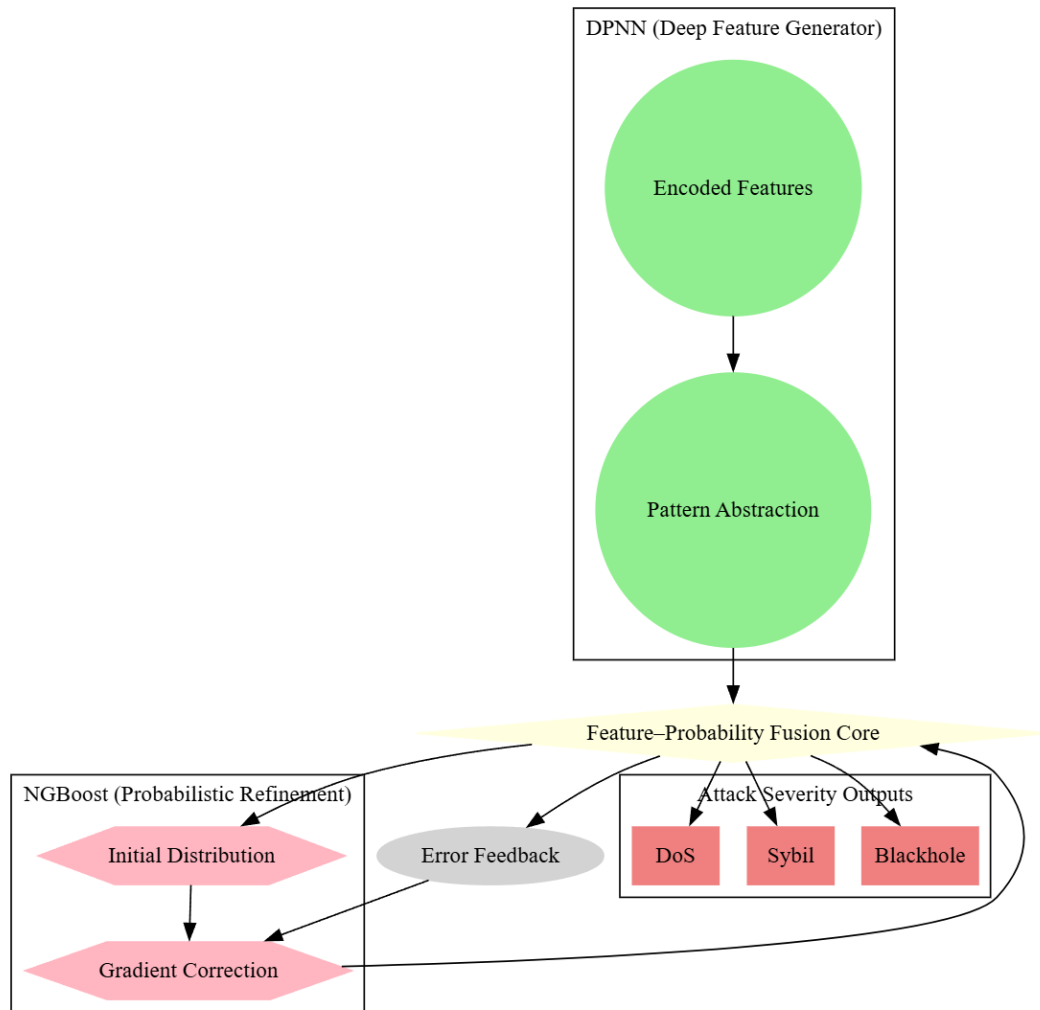 DPNN (Deep Feature Generator)
Encoded Features
Pattern Abstraction
Feature–Probability Fusion Core
NGBoost (Probabilistic Refinement)
Attack Severity Outputs
Initial Distribution
Error Feedback
DoS
Sybil
Blackhole
Gradient Correction